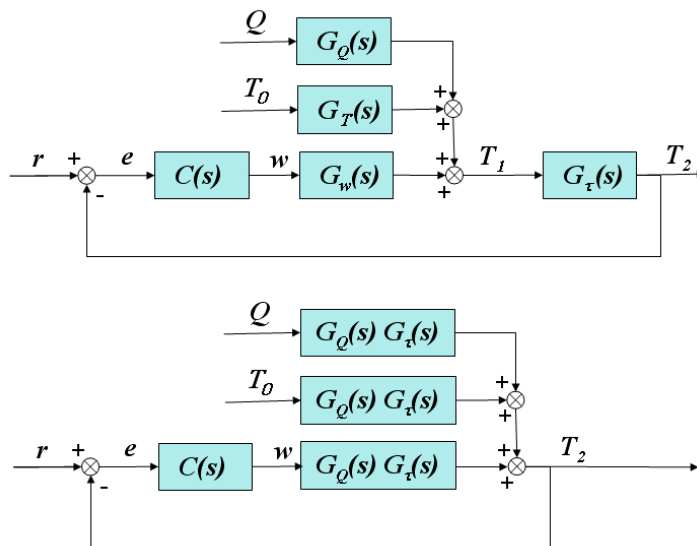 Q
G_Q(s)
+
T_0
G_T(s)
+
r + e C(s) w G_w(s) + T_1 G_τ(s) T_2
- +
Q
G_Q(s) G_τ(s)
+
T_0
G_Q(s) G_τ(s)
+
r + e C(s) w G_Q(s) G_τ(s) + T_2
- +